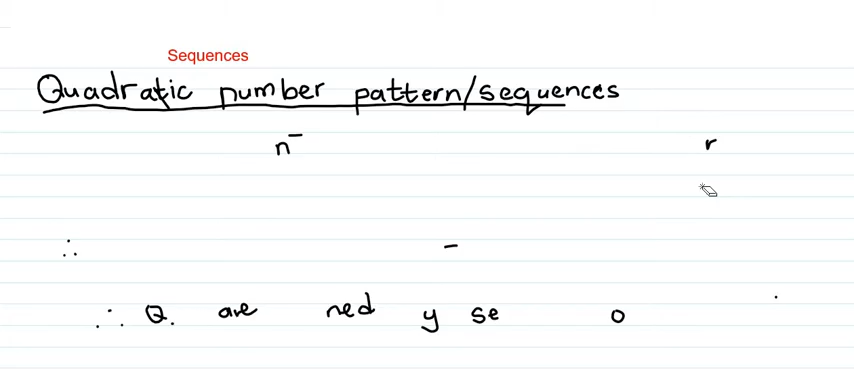 Sequences
Quadratic number pattern/sequences
n⁻ r
∴ –
∴ Q. are ned y se o .